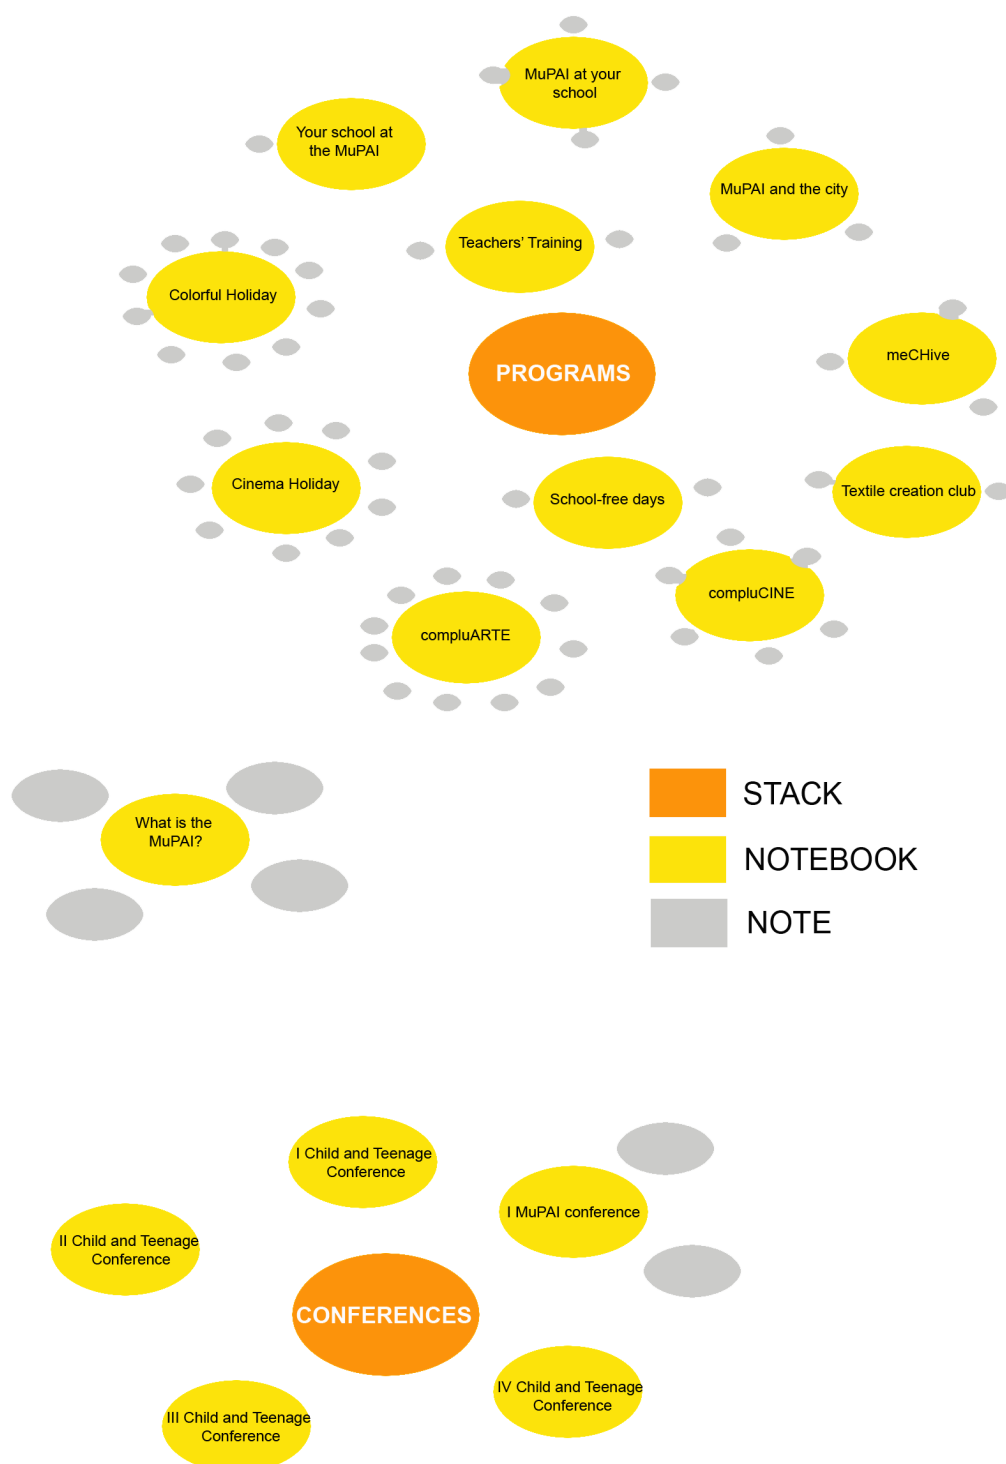 MuPAI at your
school
Your school at
the MuPAI
MuPAI and the city
Teachers' Training
Colorful Holiday
meCHive
PROGRAMS
Cinema Holiday
School-free days
Textile creation club
compluCINE
compluARTE
What is the
MuPAI?
STACK
NOTEBOOK
NOTE
I Child and Teenage
Conference
I MuPAI conference
II Child and Teenage
Conference
CONFERENCES
IV Child and Teenage
Conference
III Child and Teenage
Conference